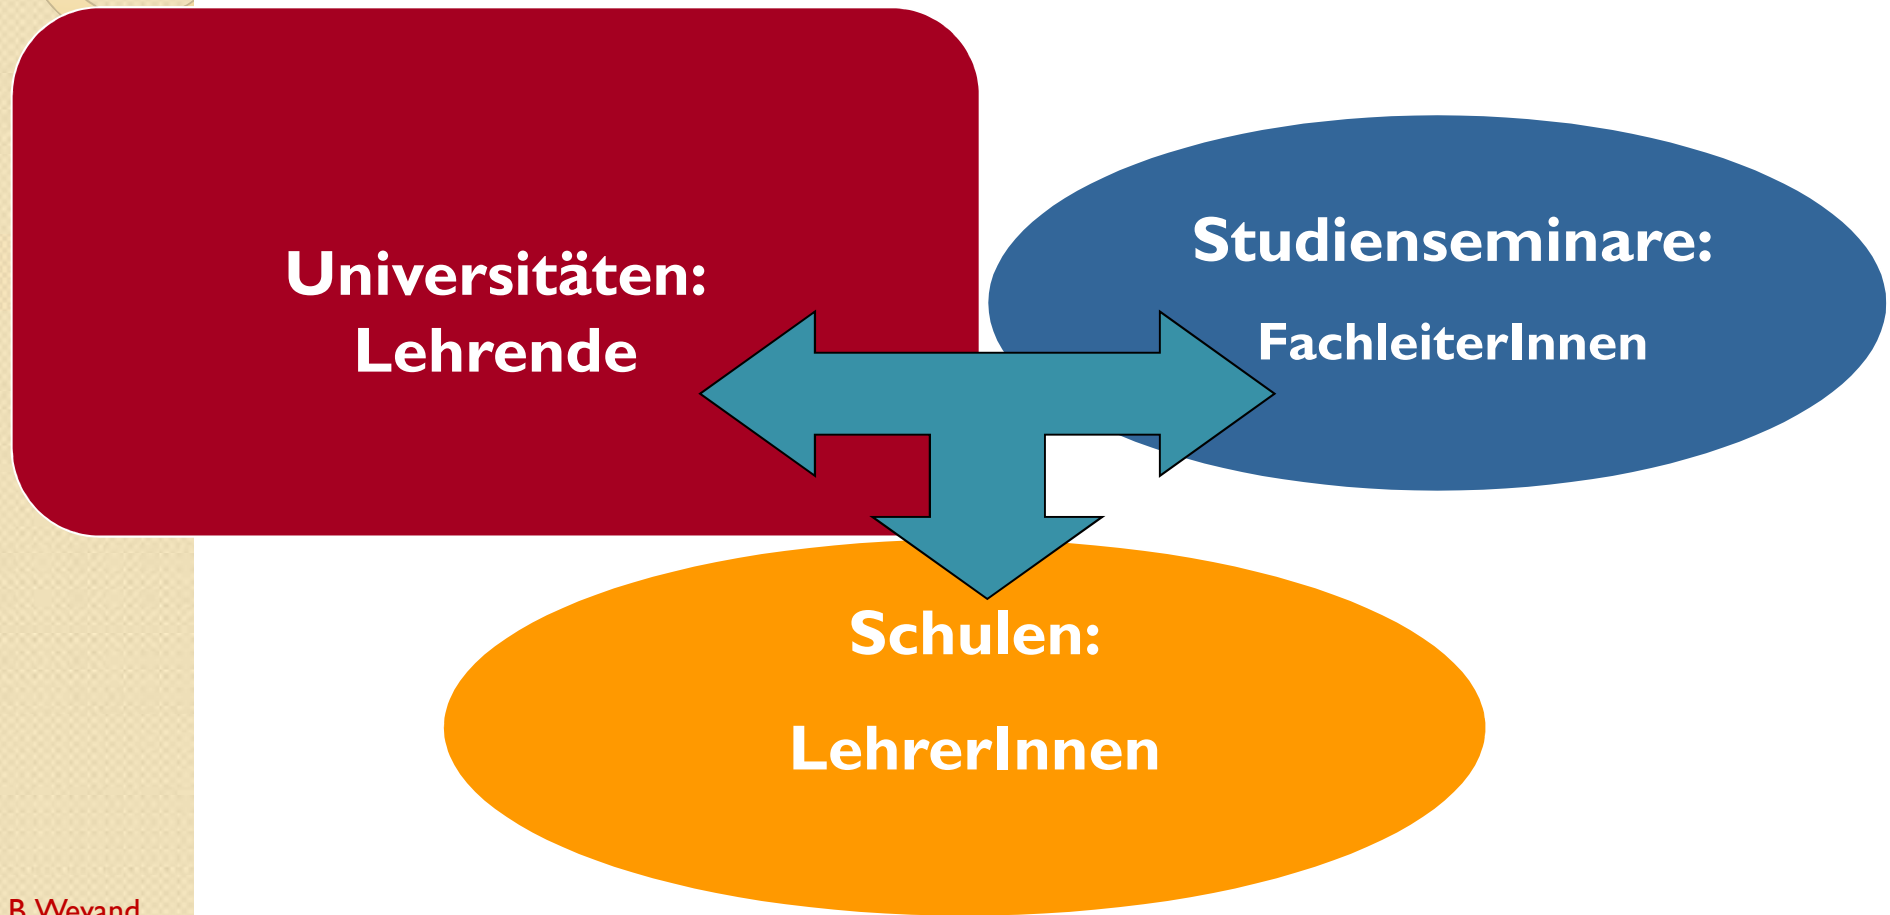 Universitäten:
Lehrende
Studienseminare:
FachleiterInnen
Schulen:
LehrerInnen
B. Weyand